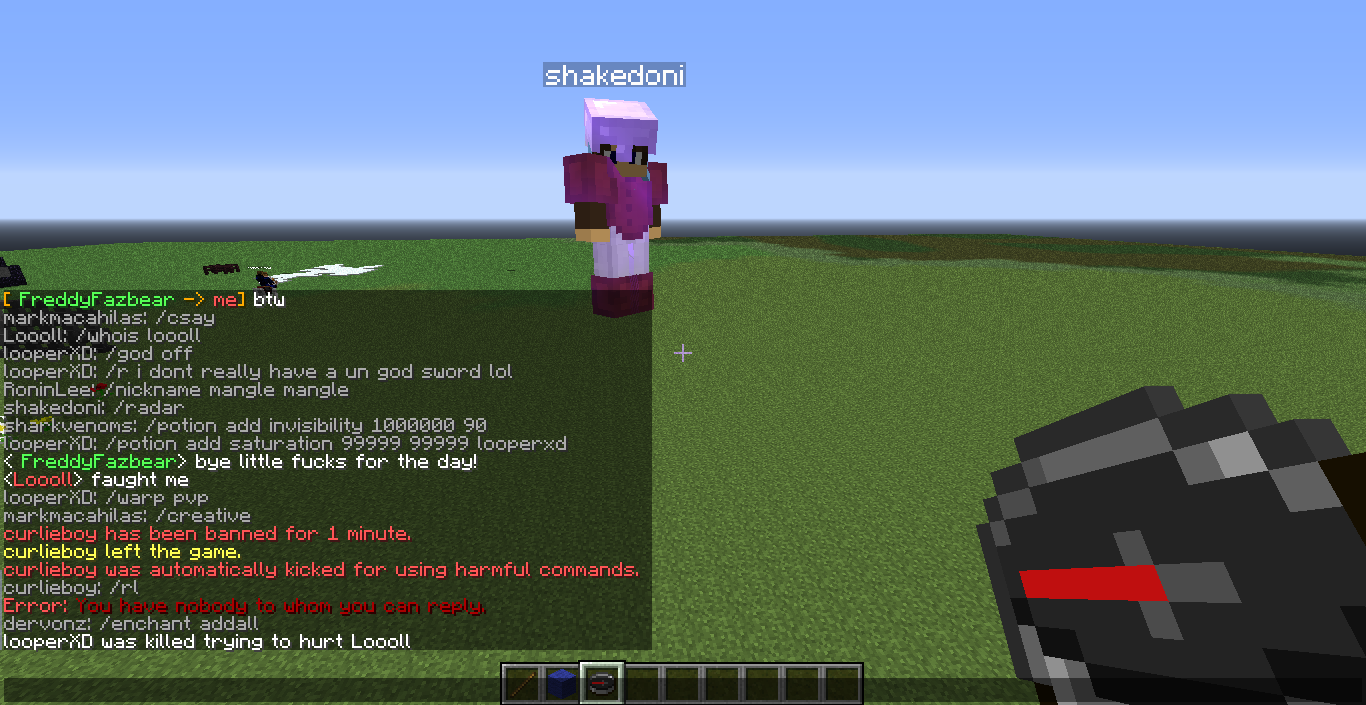 shakedoni
[ FreddyFazbear -> me] btw
markmacahilas: /csay
Loooll: /whois loooll
looperXD: /god off
looperXD: /r i dont really have a un god sword lol
RoninLee: /nickname mangle mangle
shakedoni: /radar
sharkvenoms: /potion add invisibility 1000000 90
looperXD: /potion add saturation 99999 99999 looperxd
< FreddyFazbear> bye little fucks for the day!
<Loooll> faught me
looperXD: /warp pvp
markmacahilas: /creative
curlieboy has been banned for 1 minute.
curlieboy left the game.
curlieboy was automatically kicked for using harmful commands.
curlieboy: /rl
Error: You have nobody to whom you can reply.
dervonz: /enchant addall
looperXD was killed trying to hurt Loooll